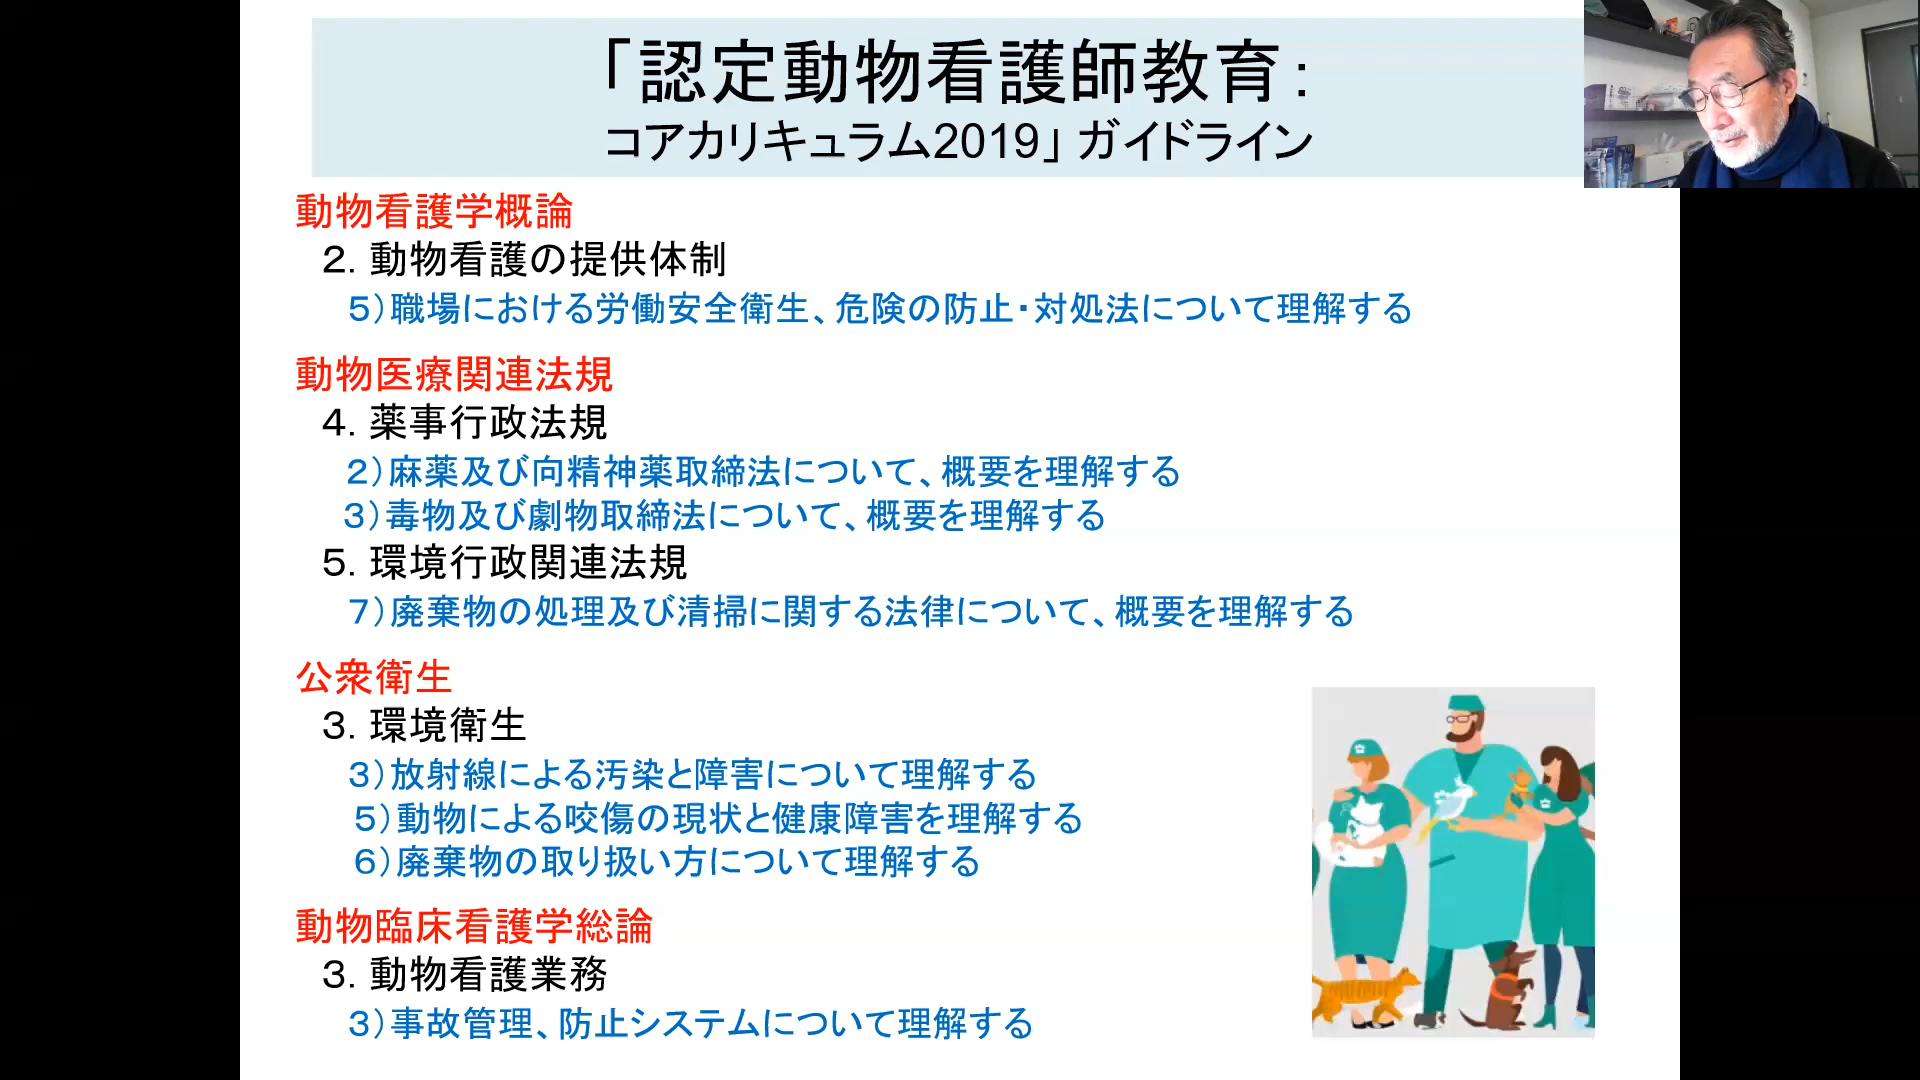 「認定動物看護師教育：
コアカリキュラム2019」 ガイドライン
動物看護学概論
２. 動物看護の提供体制
５）職場における労働安全衛生、危険の防止・対処法について理解する
動物医療関連法規
４. 薬事行政法規
２）麻薬及び向精神薬取締法について、概要を理解する
３）毒物及び劇物取締法について、概要を理解する
５. 環境行政関連法規
７）廃棄物の処理及び清掃に関する法律について、概要を理解する
公衆衛生
３. 環境衛生
３）放射線による汚染と障害について理解する
５）動物による咬傷の現状と健康障害を理解する
６）廃棄物の取り扱い方について理解する
動物臨床看護学総論
３. 動物看護業務
３）事故管理、防止システムについて理解する